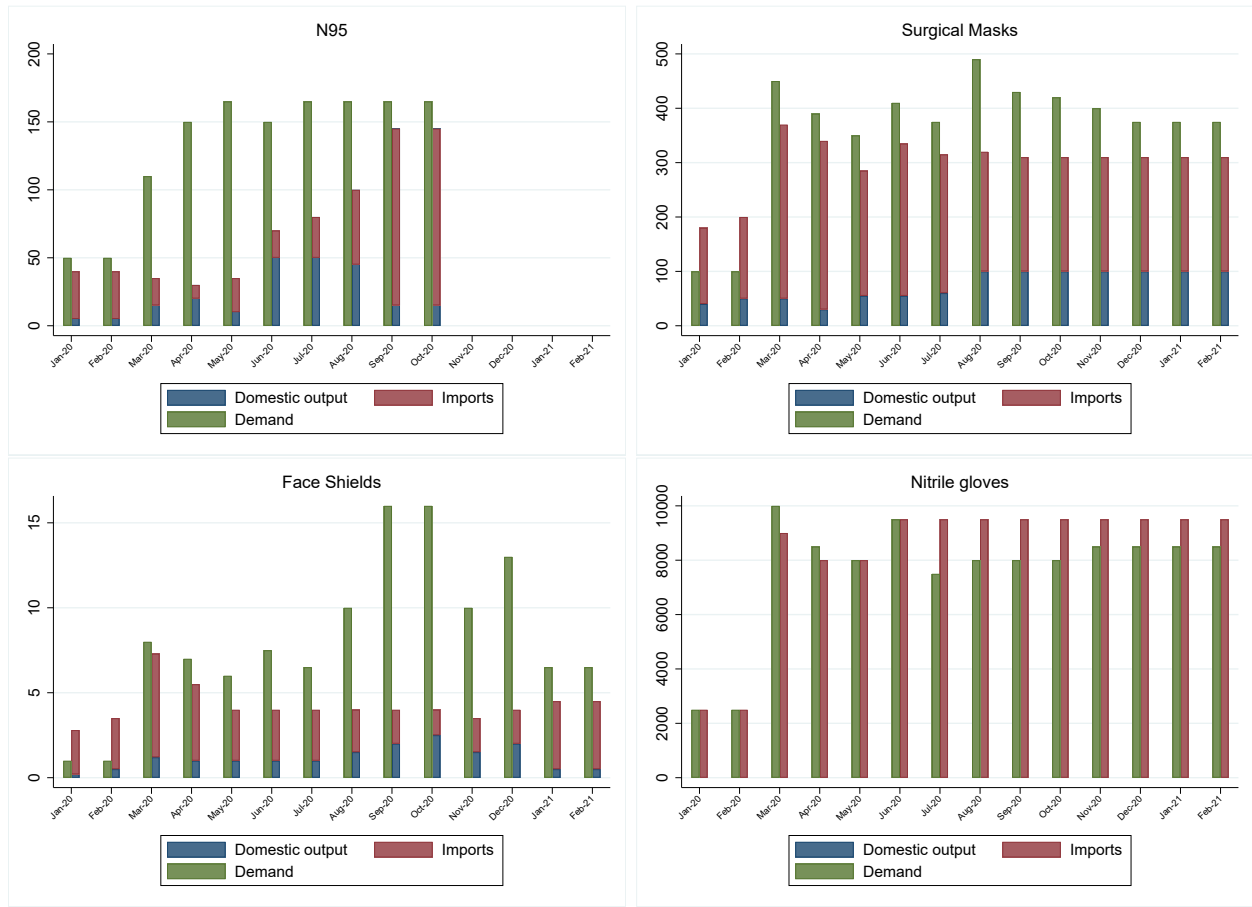 N95
200
150
100
50
0
Jan-20 Feb-20 Mar-20 Apr-20 May-20 Jun-20 Jul-20 Aug-20 Sep-20 Oct-20 Nov-20 Dec-20 Jan-21 Feb-21
Domestic output Imports
Demand
Surgical Masks
500
400
300
200
100
0
Jan-20 Feb-20 Mar-20 Apr-20 May-20 Jun-20 Jul-20 Aug-20 Sep-20 Oct-20 Nov-20 Dec-20 Jan-21 Feb-21
Domestic output Imports
Demand
Face Shields
15
10
5
0
Jan-20 Feb-20 Mar-20 Apr-20 May-20 Jun-20 Jul-20 Aug-20 Sep-20 Oct-20 Nov-20 Dec-20 Jan-21 Feb-21
Domestic output Imports
Demand
Nitrile gloves
10000
8000
6000
4000
2000
0
Jan-20 Feb-20 Mar-20 Apr-20 May-20 Jun-20 Jul-20 Aug-20 Sep-20 Oct-20 Nov-20 Dec-20 Jan-21 Feb-21
Domestic output Imports
Demand